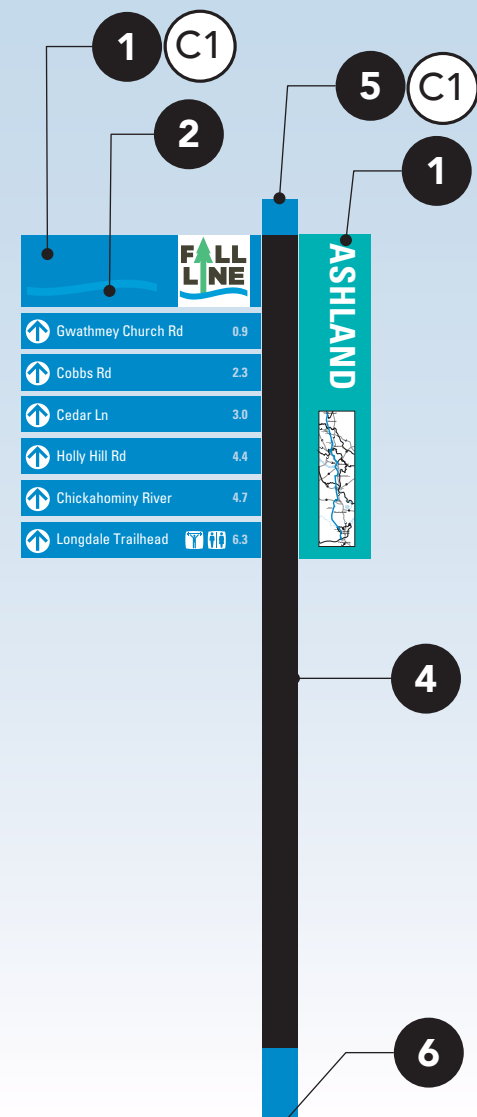 1 C1
5 C1
2
1
FALL
LINE
ASHLAND
Gwathmey Church Rd 0.9
Cobbs Rd 2.3
Cedar Ln 3.0
Holly Hill Rd 4.4
Chickahominy River 4.7
Longdale Trailhead 6.3
4
6